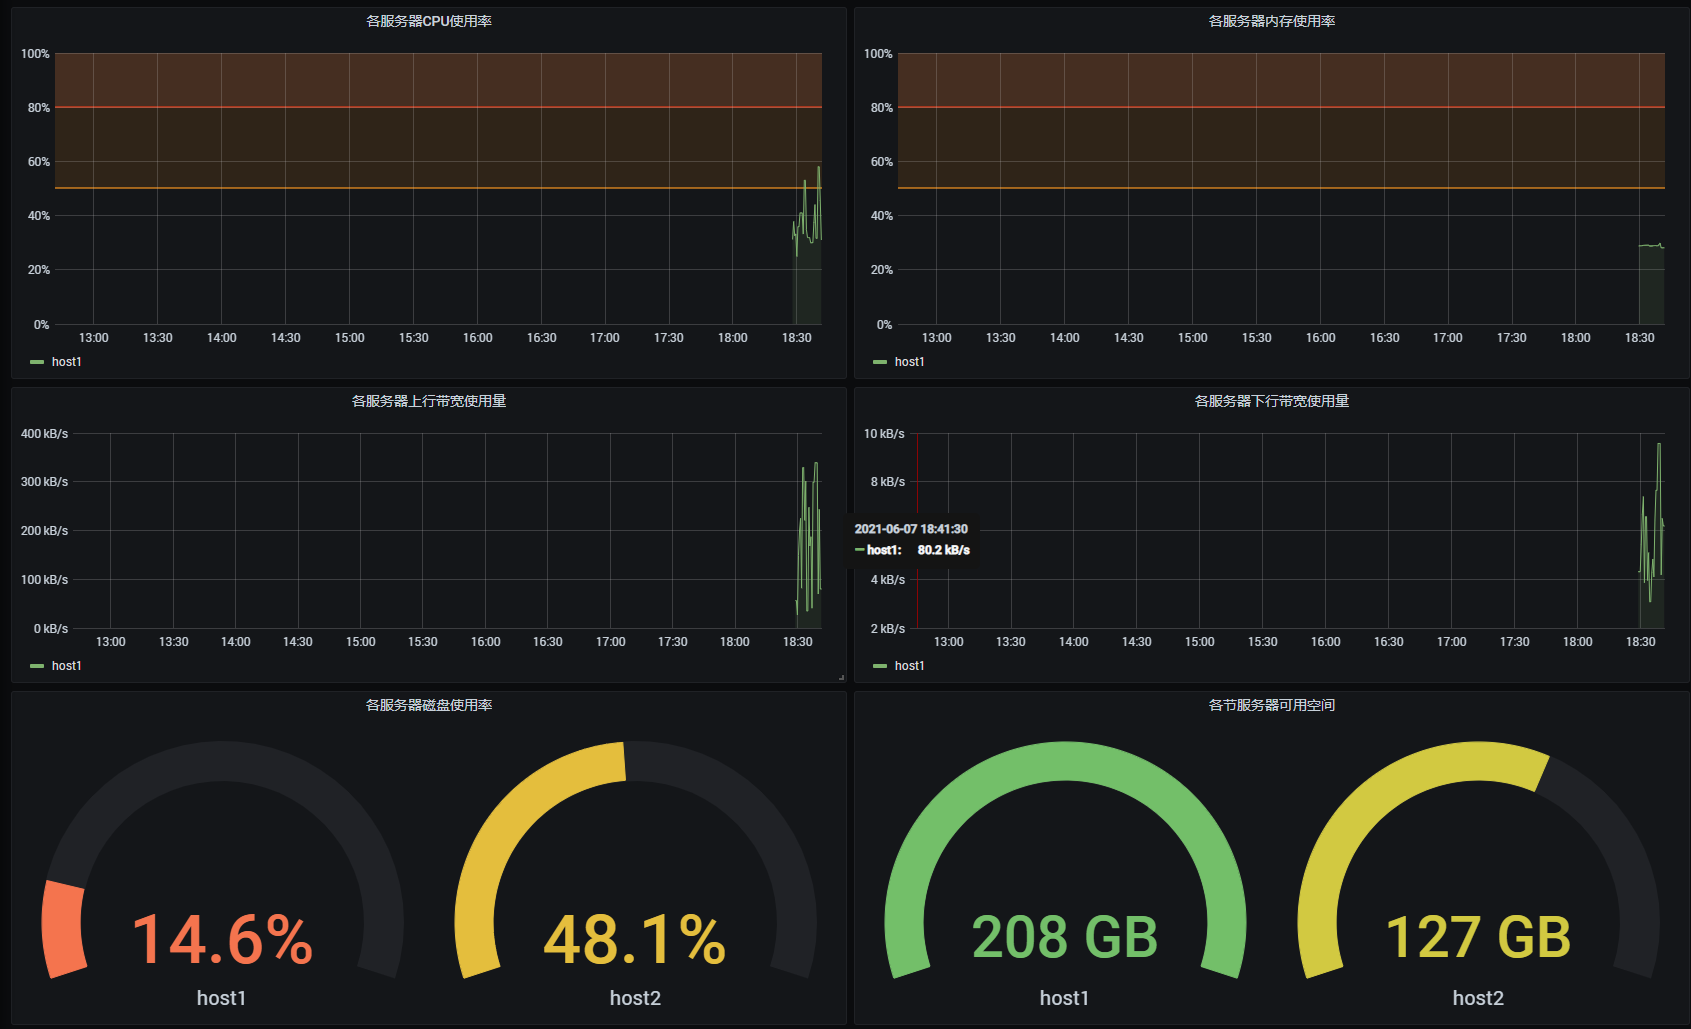 各服务器CPU使用率
100%
80%
60%
40%
20%
0%
13:00 13:30 14:00 14:30 15:00 15:30 16:00 16:30 17:00 17:30 18:00 18:30
host1
各服务器内存使用率
100%
80%
60%
40%
20%
0%
13:00 13:30 14:00 14:30 15:00 15:30 16:00 16:30 17:00 17:30 18:00 18:30
host1
各服务器上行带宽使用量
400 kB/s
300 kB/s
200 kB/s
100 kB/s
0 kB/s
13:00 13:30 14:00 14:30 15:00 15:30 16:00 16:30 17:00 17:30 18:00 18:30
host1
各服务器下行带宽使用量
10 kB/s
8 kB/s
2021-06-07 18:41:30
host1: 80.2 kB/s
4 kB/s
2 kB/s
13:00 13:30 14:00 14:30 15:00 15:30 16:00 16:30 17:00 17:30 18:00 18:30
host1
各服务器磁盘使用率
14.6% 48.1%
host1 host2
各节服务器可用空间
208 GB 127 GB
host1 host2